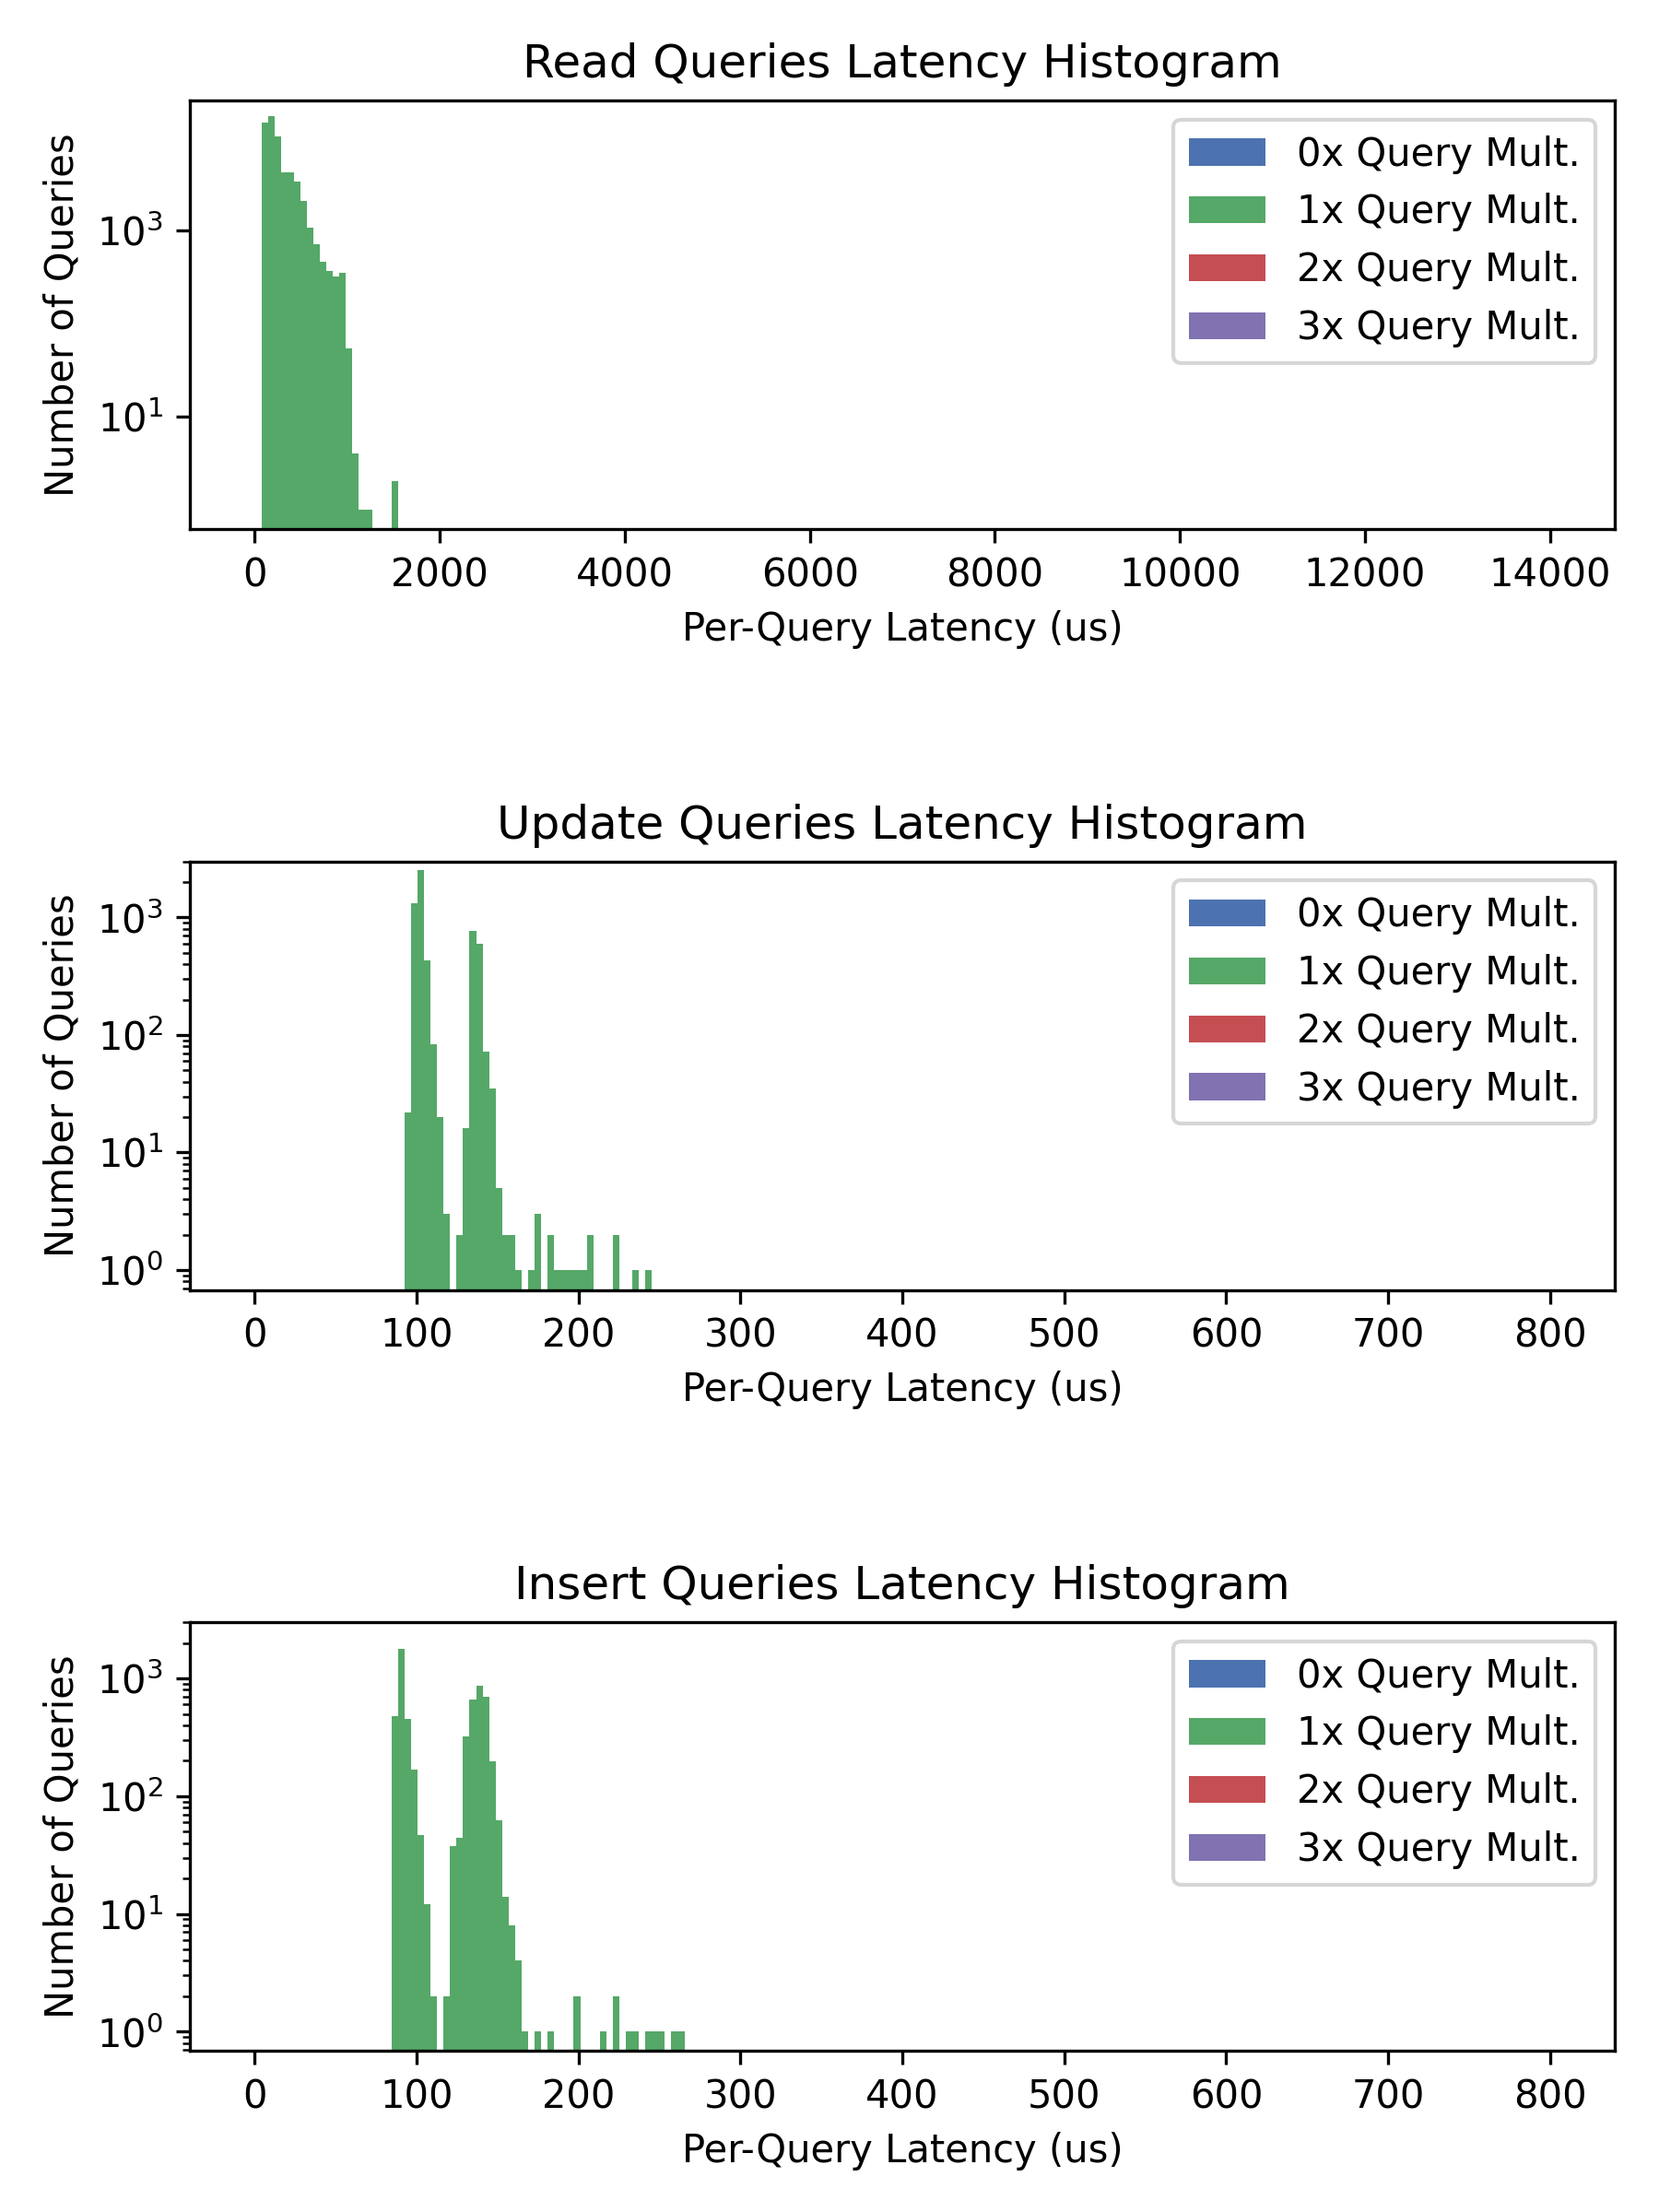 Read Queries Latency Histogram
Number of Queries
10³
10¹
0x Query Mult.
1x Query Mult.
2x Query Mult.
3x Query Mult.
0 2000 4000 6000 8000 10000 12000 14000
Per-Query Latency (us)
Update Queries Latency Histogram
Number of Queries
10³
10²
10¹
10⁰
0x Query Mult.
1x Query Mult.
2x Query Mult.
3x Query Mult.
0 100 200 300 400 500 600 700 800
Per-Query Latency (us)
Insert Queries Latency Histogram
Number of Queries
10³
10²
10¹
10⁰
0x Query Mult.
1x Query Mult.
2x Query Mult.
3x Query Mult.
0 100 200 300 400 500 600 700 800
Per-Query Latency (us)